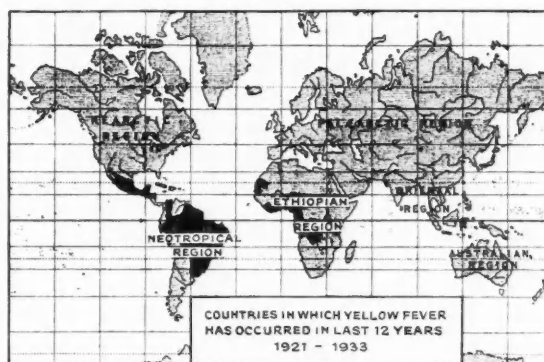 NEARCTIC
REGION
PALEARCTIC REGION
ETHIOPIAN
REGION
ORIENTAL
REGION
NEOTROPICAL
REGION
AUSTRALIAN
REGION
COUNTRIES IN WHICH YELLOW FEVER
HAS OCCURRED IN LAST 12 YEARS
1921 - 1933